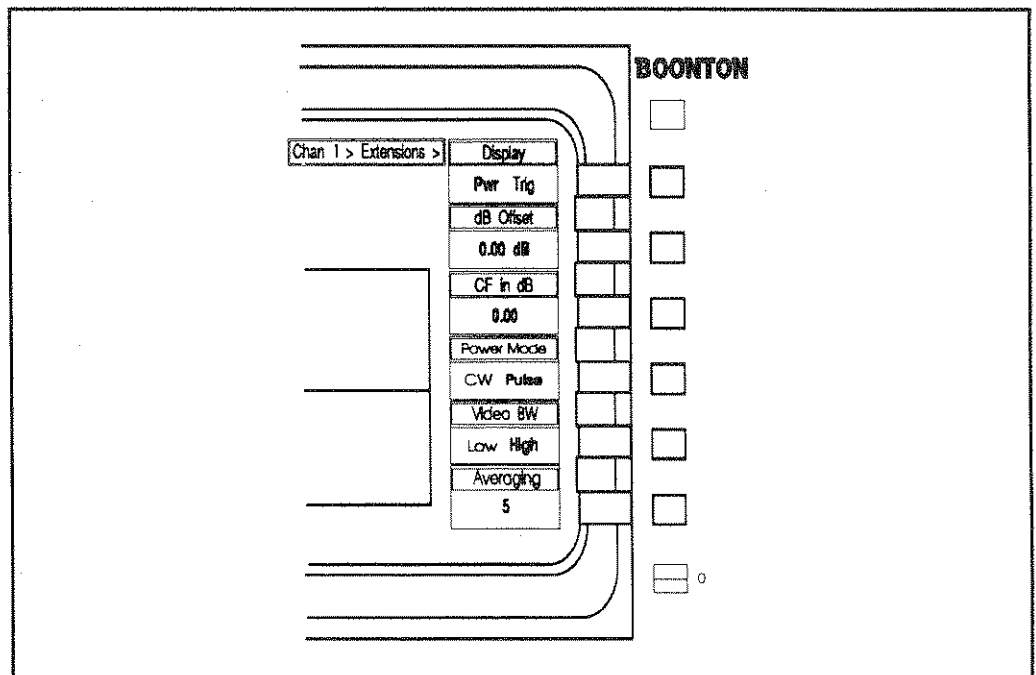 BOONTON
Chan 1 > Extensions >
Display
Pwr Trig
dB Offset
0.00 dB
CF in dB
0.00
Power Mode
CW Pulse
Video BW
Low High
Averaging
5
O